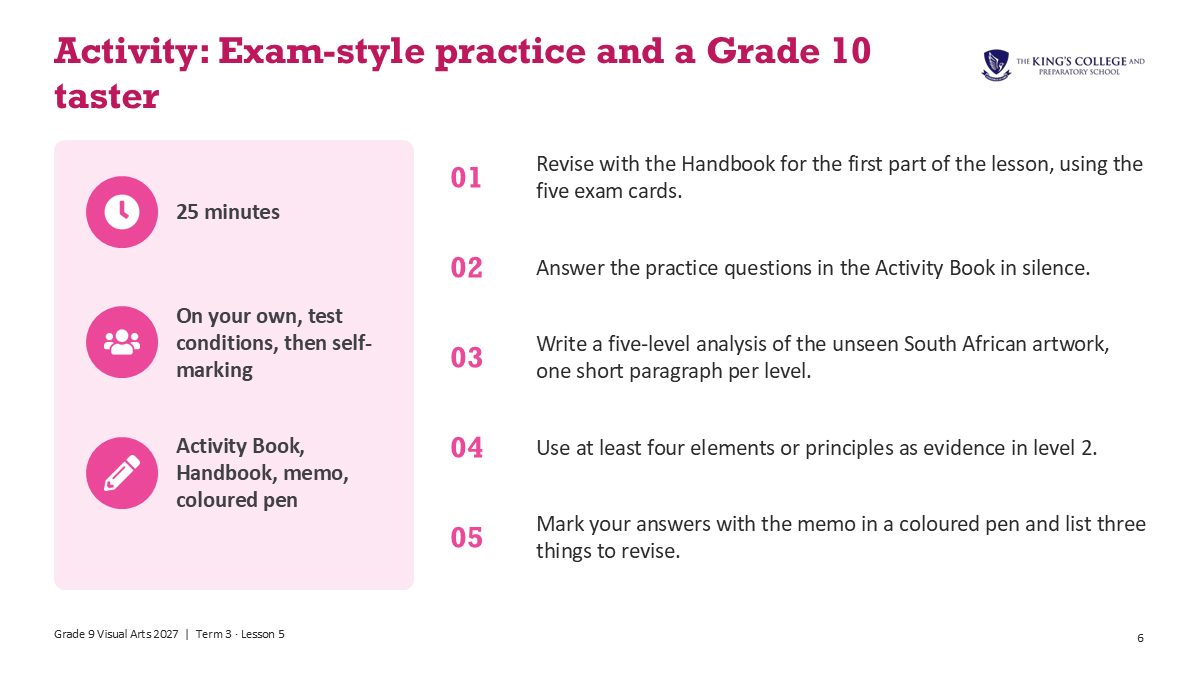 Activity: Exam-style practice and a Grade 10
taster
THE KING'S COLLEGE AND
PREPARATORY SCHOOL
25 minutes
On your own, test
conditions, then self-
marking
Activity Book,
Handbook, memo,
coloured pen
01
Revise with the Handbook for the first part of the lesson, using the
five exam cards.
02
Answer the practice questions in the Activity Book in silence.
03
Write a five-level analysis of the unseen South African artwork,
one short paragraph per level.
04
Use at least four elements or principles as evidence in level 2.
05
Mark your answers with the memo in a coloured pen and list three
things to revise.
Grade 9 Visual Arts 2027 | Term 3 · Lesson 5
6